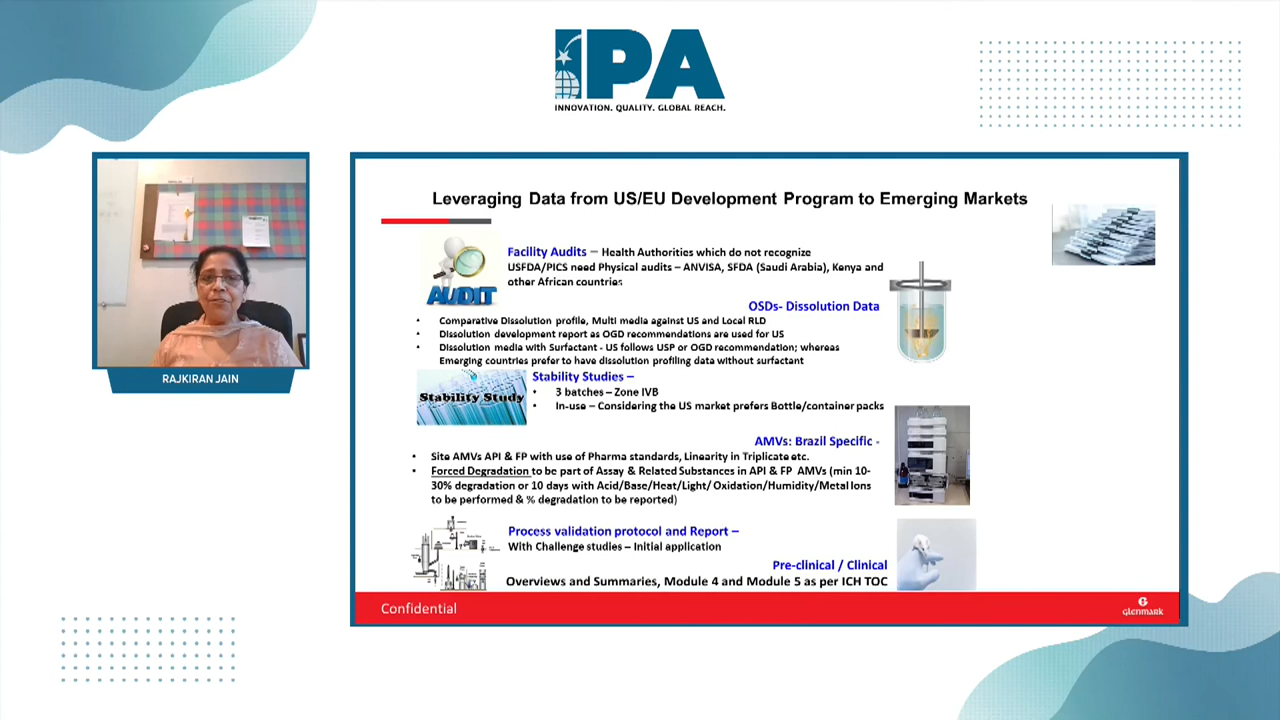 IPA
INNOVATION. QUALITY. GLOBAL REACH.
RAJKIRAN JAIN
Leveraging Data from US/EU Development Program to Emerging Markets
AUDIT
Facility Audits – Health Authorities which do not recognize
USFDA/PICS need Physical audits – ANVISA, SFDA (Saudi Arabia), Kenya and
other African countries
OSDs- Dissolution Data
• Comparative Dissolution profile, Multi media against US and Local RLD
• Dissolution development report as OGD recommendations are used for US
• Dissolution media with Surfactant - US follows USP or OGD recommendation; whereas
Emerging countries prefer to have dissolution profiling data without surfactant
Stability Study
Stability Studies –
• 3 batches – Zone IVB
• In-use – Considering the US market prefers Bottle/container packs
AMVs: Brazil Specific -
• Site AMVs API & FP with use of Pharma standards, Linearity in Triplicate etc.
• Forced Degradation to be part of Assay & Related Substances in API & FP AMVs (min 10-
30% degradation or 10 days with Acid/Base/Heat/Light/ Oxidation/Humidity/Metal Ions
to be performed & % degradation to be reported)
Process validation protocol and Report –
With Challenge studies – Initial application
Pre-clinical / Clinical
Overviews and Summaries, Module 4 and Module 5 as per ICH TOC
Confidential
Glenmark